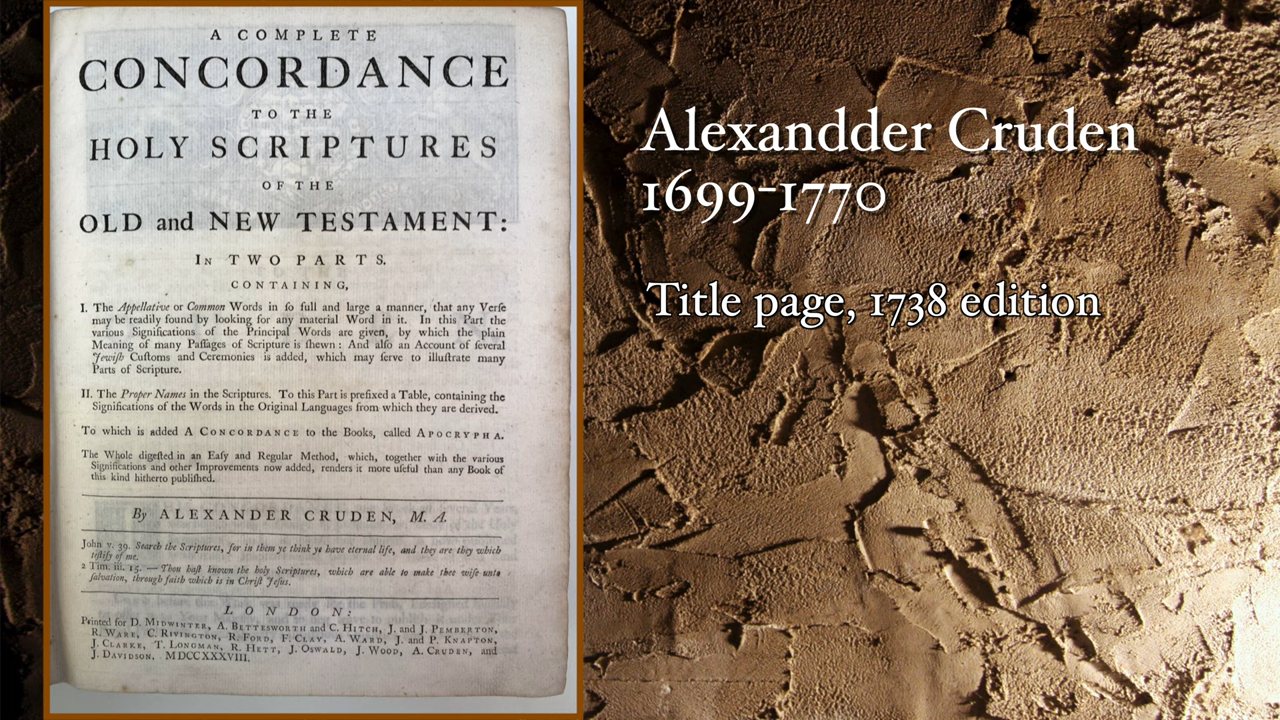 A COMPLETE
CONCORDANCE
TO THE
HOLY SCRIPTURES
OF THE
OLD and NEW TESTAMENT:
IN TWO PARTS.
CONTAINING,
I. The Appellative or Common Words in ſo full and large a manner, that any Verſe
may be readily found by looking for any material Word in it. In this Part the
various Significations of the Principal Words are given, by which the plain
Meaning of many Paſſages of Scripture is ſhewn: And alſo an Account of ſeveral
Jewiſh Cuſtoms and Ceremonies is added, which may ſerve to illuſtrate many
Parts of Scripture.
II. The Proper Names in the Scriptures. To this Part is prefixed a Table, containing the
Significations of the Words in the Original Languages from which they are derived.
To which is added A CONCORDANCE to the Books, called APOCRYPHA.
The Whole digeſted in an Eaſy and Regular Method, which, together with the various
Significations and other Improvements now added, renders it more uſeful than any Book of
this kind hitherto publiſhed.
By ALEXANDER CRUDEN, M. A.
John v. 39. Search the Scriptures, for in them ye think ye have eternal life, and they are they which
teſtify of me.
2 Tim. iii. 15. — Thou haſt known the holy Scriptures, which are able to make thee wiſe unto
ſalvation, through faith which is in Chriſt Jeſus.
LONDON:
Printed for D. MIDWINTER, A. BETTESWORTH and C. HITCH, J. and J. PEMBERTON,
R. WARE, C. RIVINGTON, R. FORD, F. CLAY, A. WARD, J. and P. KNAPTON,
J. CLARKE, T. LONGMAN, R. HETT, J. OSWALD, J. WOOD, A. CRUDEN, and
J. DAVIDSON. MDCCXXXVIII.
Alexandder Cruden
1699-1770
Title page, 1738 edition